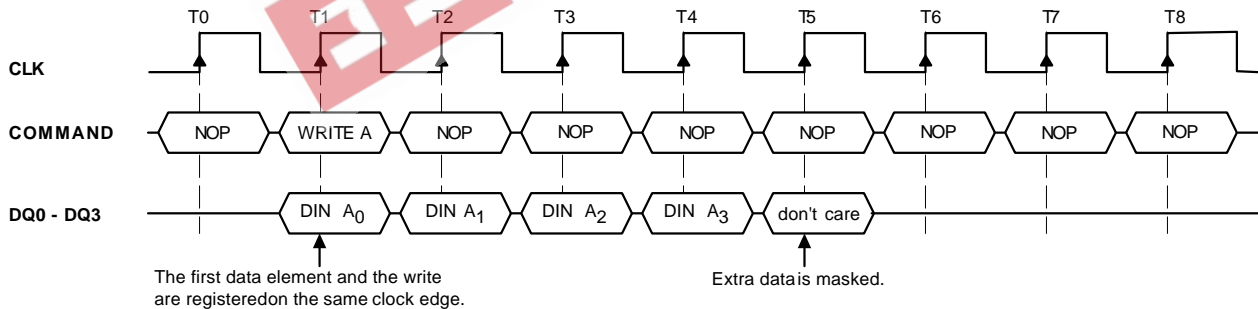 T0 T1 T2 T3 T4 T5 T6 T7 T8
CLK
COMMAND NOP WRITE A NOP NOP NOP NOP NOP NOP NOP
DQ0 - DQ3 DIN A0 DIN A1 DIN A2 DIN A3 don't care
The first data element and the write
are registeredon the same clock edge.
Extra datais masked.